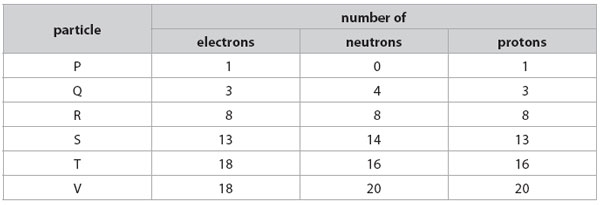 particle number of
electrons neutrons protons
P 1 0 1
Q 3 4 3
R 8 8 8
S 13 14 13
T 18 16 16
V 18 20 20